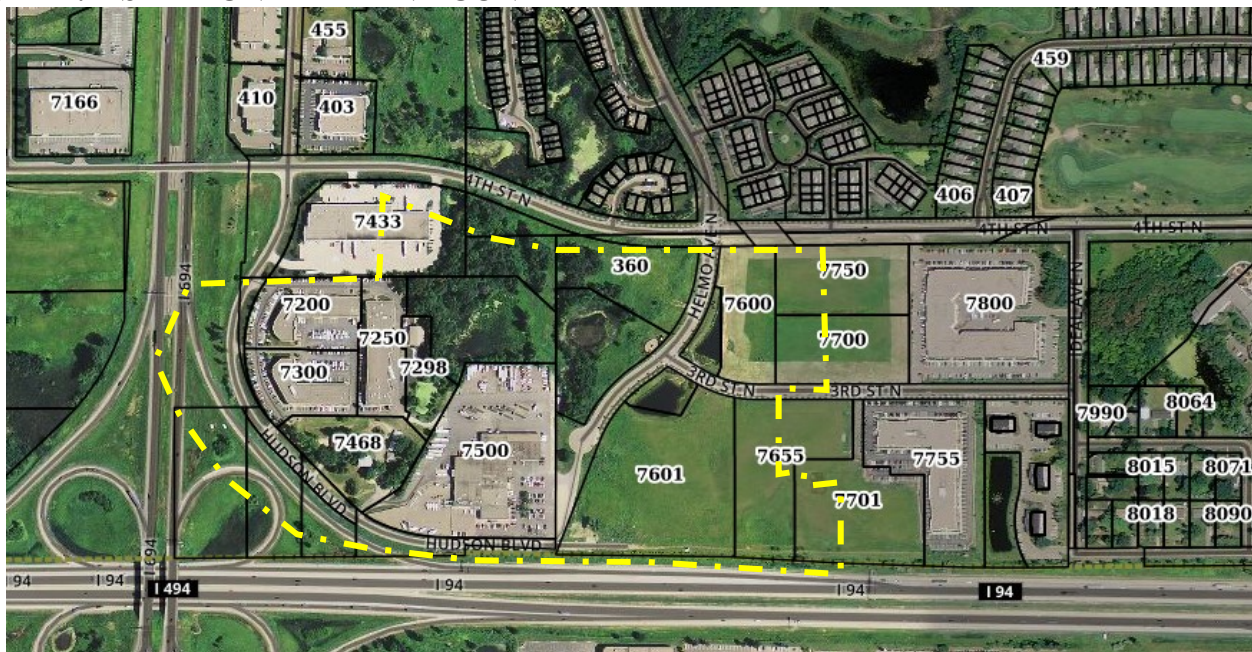 455
459
7166
410
403
4TH ST N
406
407
7433
4TH ST N
4TH ST N
HELMO AVE N
360
7750
I 694
7600
7800
IDEAL AVE N
7200
7250
7700
7298
7300
3RD ST N
3RD ST N
7990
8064
7468
7500
7655
7755
HUDSON BLVD
7601
7701
8015
8071
8018
8090
HUDSON BLVD
I 694
I 94
I 94
I 494
I 94
I 94
I 94